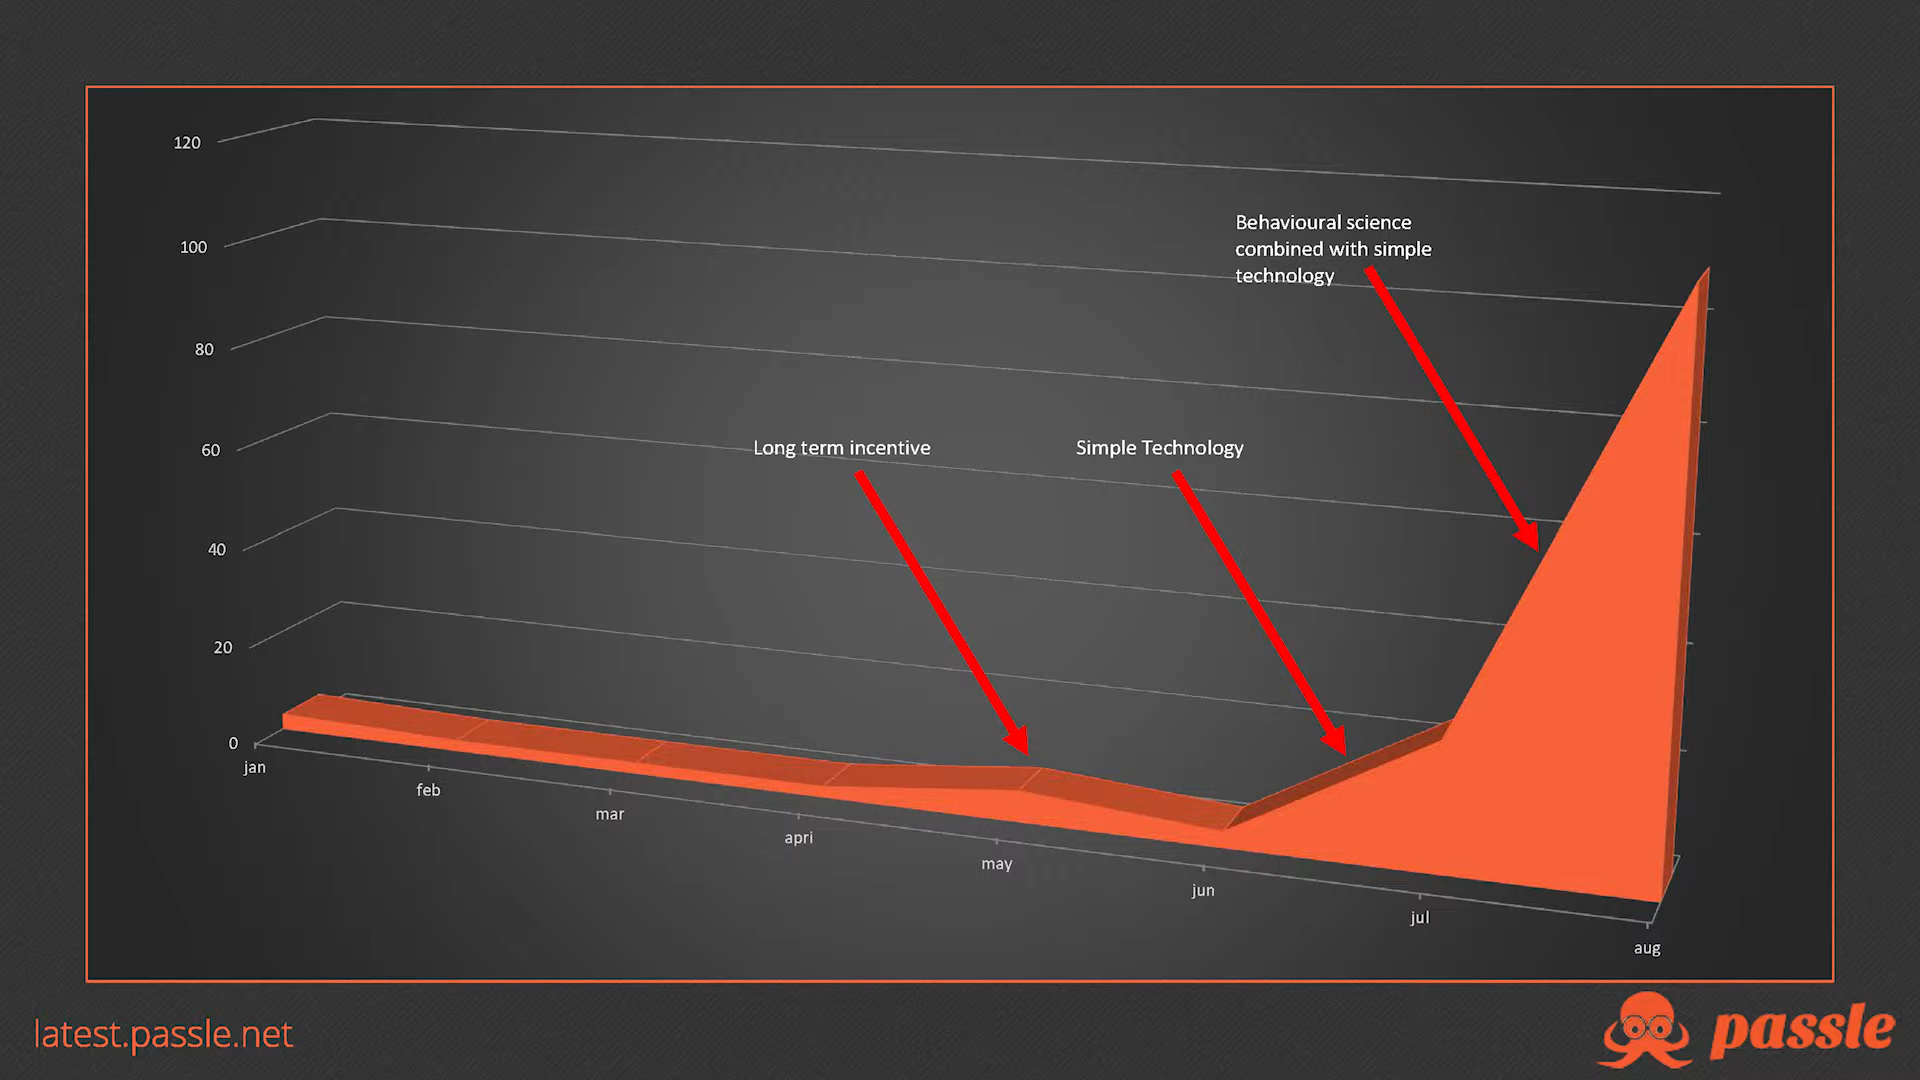 120
100
80
60
40
20
0
Behavioural science
combined with simple
technology
Long term incentive
Simple Technology
jan
feb
mar
apri
may
jun
jul
aug
latest.passle.net
passle